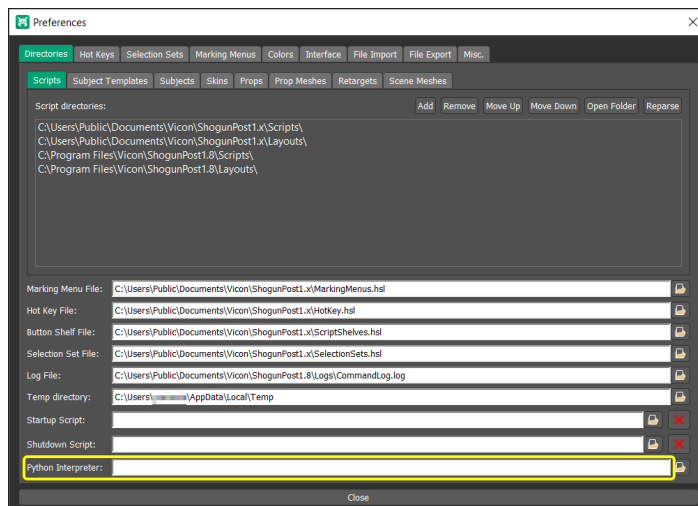 Preferences
Directories Hot Keys Selection Sets Marking Menus Colors Interface File Import File Export Misc.
Scripts Subject Templates Subjects Skins Props Prop Meshes Retargets Scene Meshes
Script directories: Add Remove Move Up Move Down Open Folder Reparse
C:\Users\Public\Documents\Vicon\ShogunPost1.x\Scripts\
C:\Users\Public\Documents\Vicon\ShogunPost1.x\Layouts\
C:\Program Files\Vicon\ShogunPost1.8\Scripts\
C:\Program Files\Vicon\ShogunPost1.8\Layouts\
Marking Menu File: C:\Users\Public\Documents\Vicon\ShogunPost1.x\MarkingMenus.hsl
Hot Key File: C:\Users\Public\Documents\Vicon\ShogunPost1.x\HotKey.hsl
Button Shelf File: C:\Users\Public\Documents\Vicon\ShogunPost1.x\ScriptShelves.hsl
Selection Set File: C:\Users\Public\Documents\Vicon\ShogunPost1.x\SelectionSets.hsl
Log File: C:\Users\Public\Documents\Vicon\ShogunPost1.8\Logs\CommandLog.log
Temp directory: C:\Users\ \AppData\Local\Temp
Startup Script:
Shutdown Script:
Python Interpreter:
Close